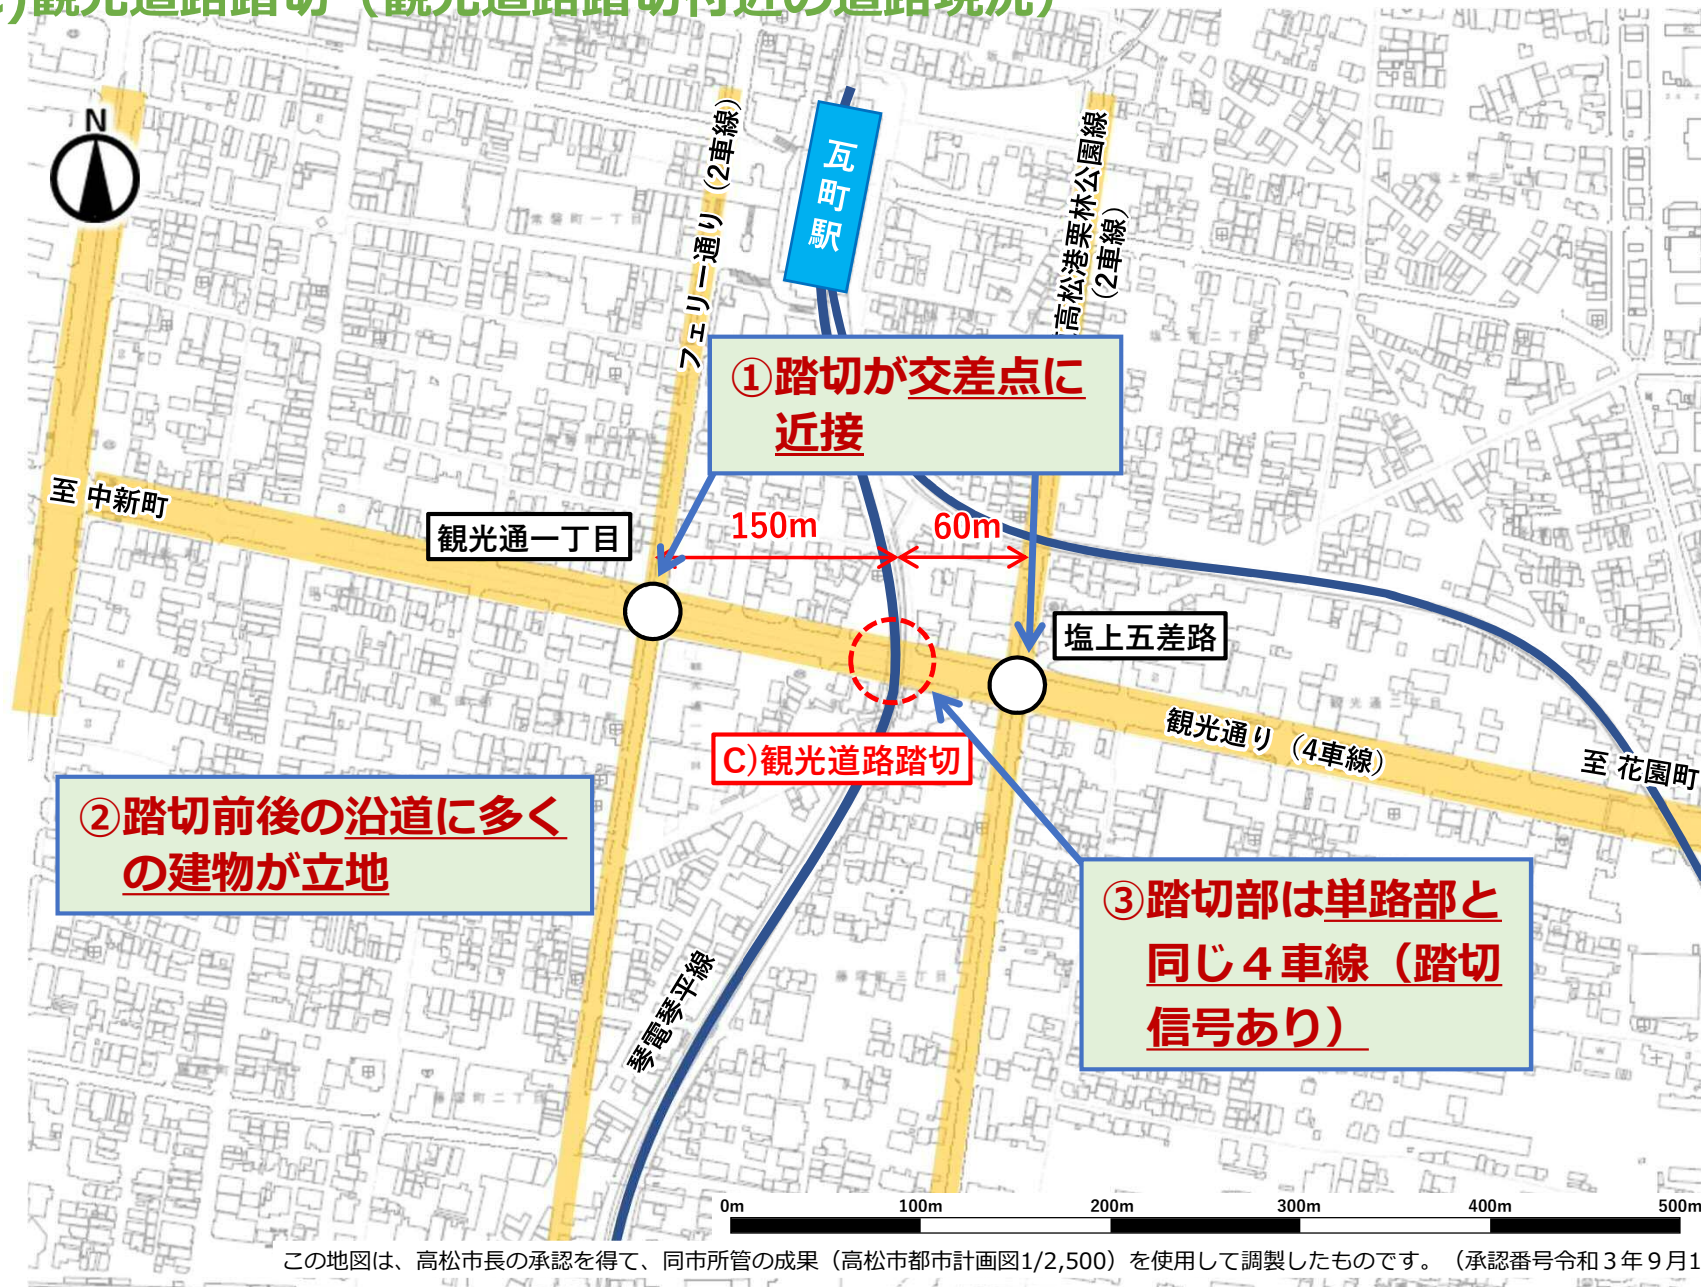 観光道路踏切（観光道路踏切付近の道路現況）
N
フェリー通り（2車線）
瓦町駅
高松港栗林公園線
（2車線）
①踏切が交差点に
近接
至 中新町
観光通一丁目
150m
60m
塩上五差路
観光通り（4車線）
至 花園町
C)観光道路踏切
②踏切前後の沿道に多く
の建物が立地
③踏切部は単路部と
同じ４車線（踏切
信号あり）
琴電琴平線
0m 100m 200m 300m 400m 500m
この地図は、高松市長の承認を得て、同市所管の成果（高松市都市計画図1/2,500）を使用して調製したものです。（承認番号令和３年９月1